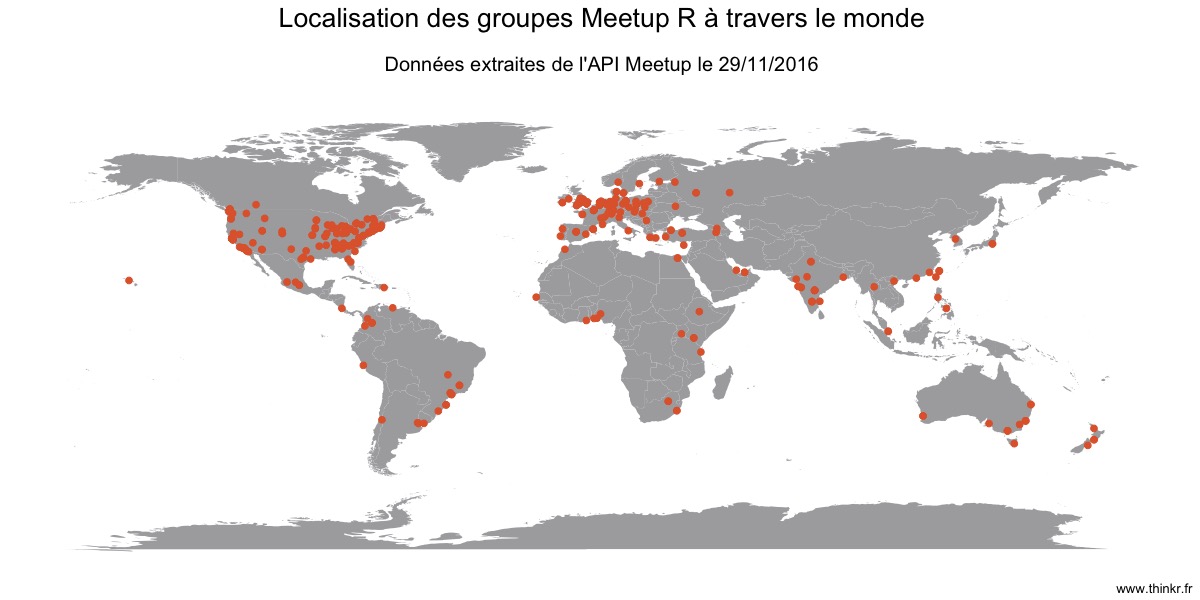 Localisation des groupes Meetup R à travers le monde
Données extraites de l'API Meetup le 29/11/2016
www.thinkr.fr